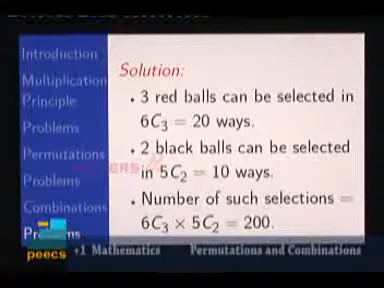 Introduction
Multiplication
Principle
Problems
Permutations
Problems
Combinations
Problems
Solution:
• 3 red balls can be selected in
6C₃ = 20 ways.
• 2 black balls can be selected
in 5C₂ = 10 ways.
• Number of such selections =
6C₃ × 5C₂ = 200.
peecs
+1 Mathematics
Permutations and Combinations